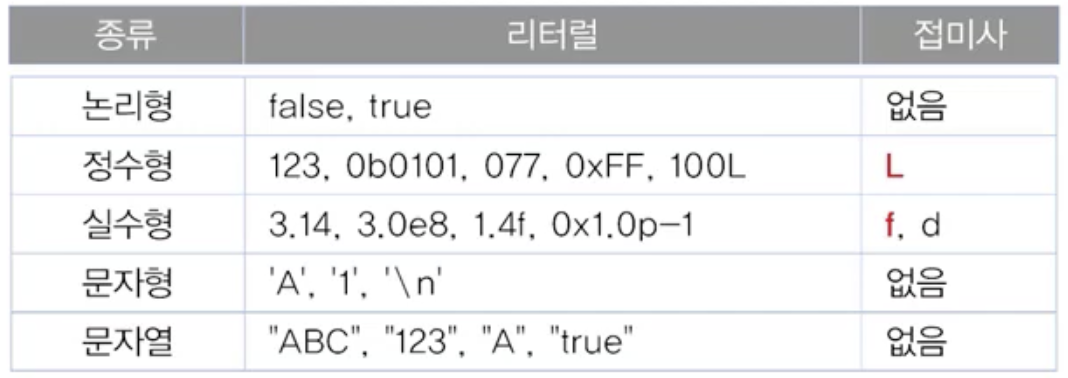 종류 리터럴 접미사
논리형 false, true 없음
정수형 123, 0b0101, 077, 0xFF, 100L L
실수형 3.14, 3.0e8, 1.4f, 0x1.0p-1 f, d
문자형 'A', '1', '\n' 없음
문자열 "ABC", "123", "A", "true" 없음